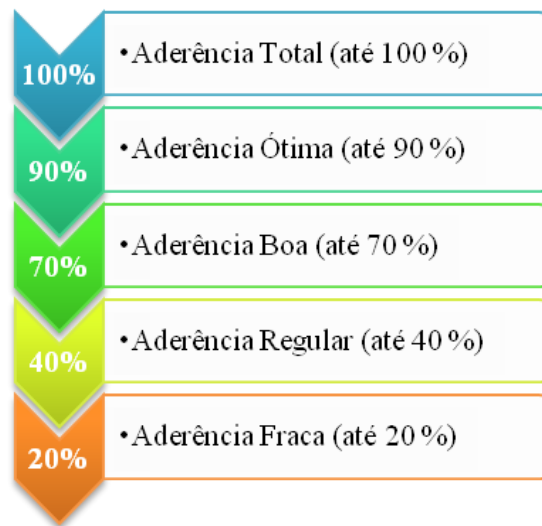 100%
•Aderência Total (até 100 %)
90%
•Aderência Ótima (até 90 %)
70%
•Aderência Boa (até 70 %)
40%
•Aderência Regular (até 40 %)
20%
•Aderência Fraca (até 20 %)